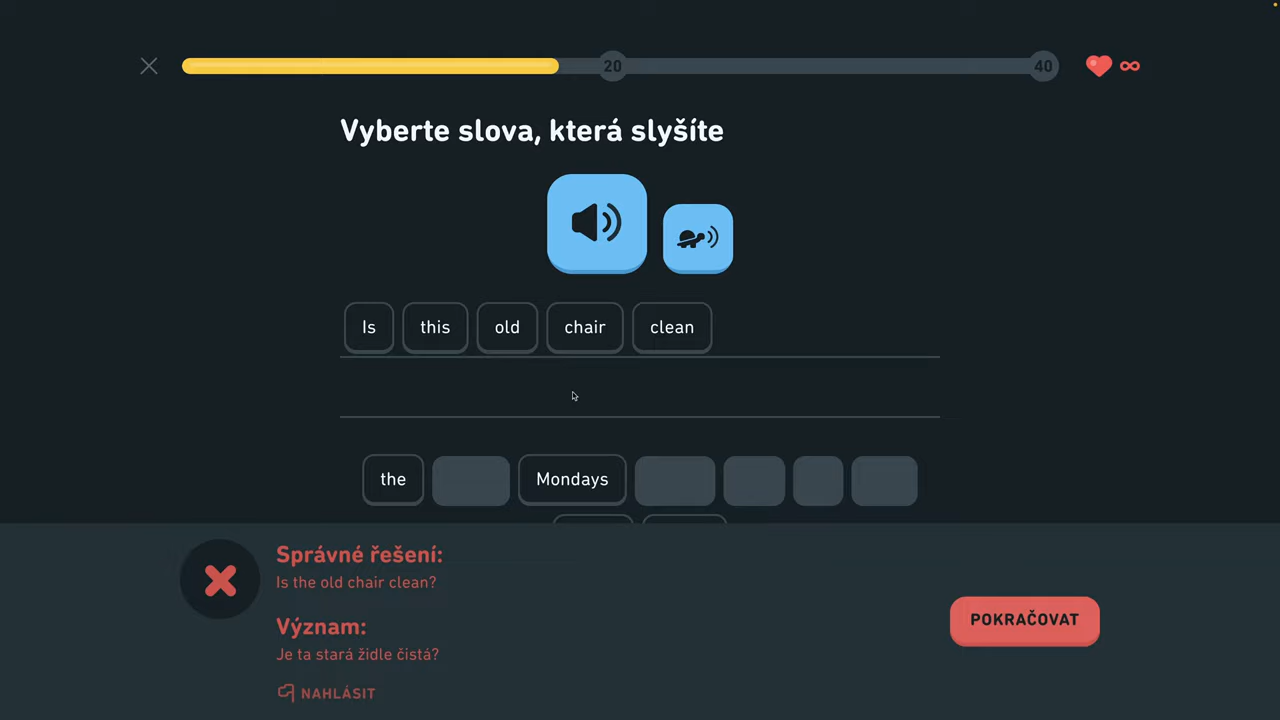 20
40
Vyberte slova, která slyšíte
Is this old chair clean
the Mondays
Správné řešení:
Is the old chair clean?
Význam:
Je ta stará židle čistá?
NAHLÁSIT
POKRAČOVAT